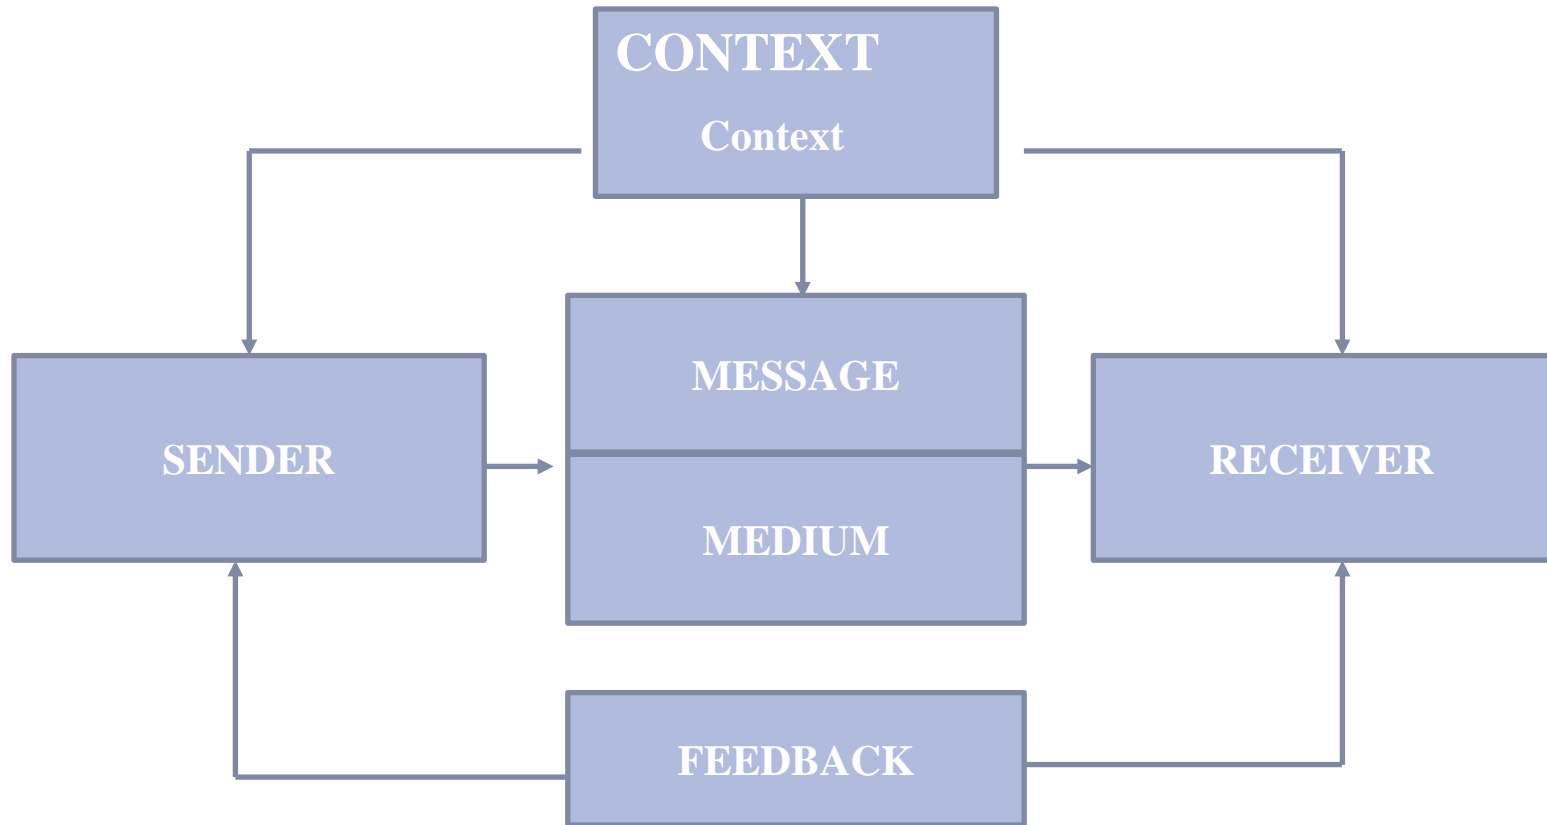 CONTEXT
Context
MESSAGE
SENDER
RECEIVER
MEDIUM
FEEDBACK